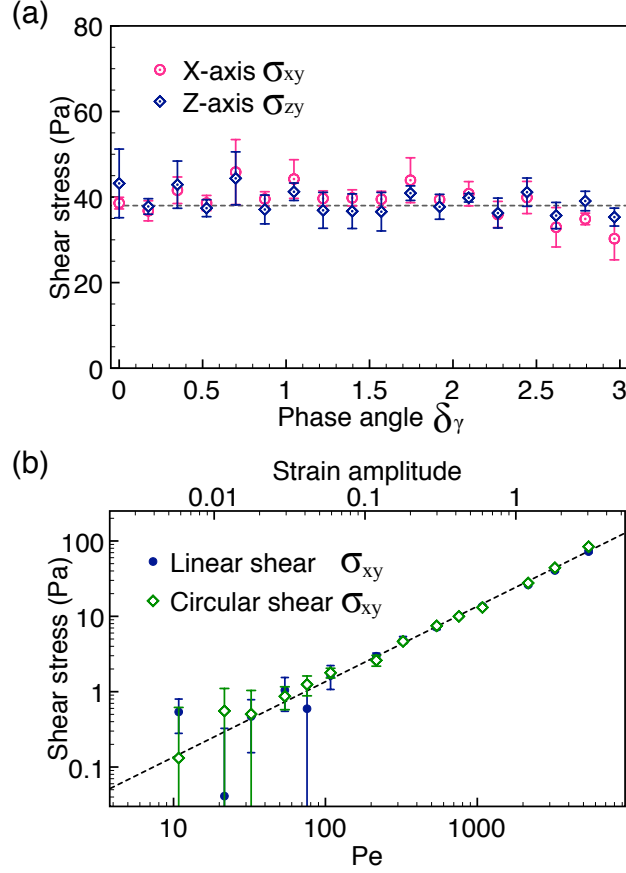 (a)
80
60
40
20
0
Shear stress (Pa)
X-axis σxy
Z-axis σzy
0 0.5 1 1.5 2 2.5 3
Phase angle δγ
(b)
Strain amplitude
0.01 0.1 1
100
10
1
0.1
Shear stress (Pa)
Linear shear σxy
Circular shear σxy
10 100 1000
Pe